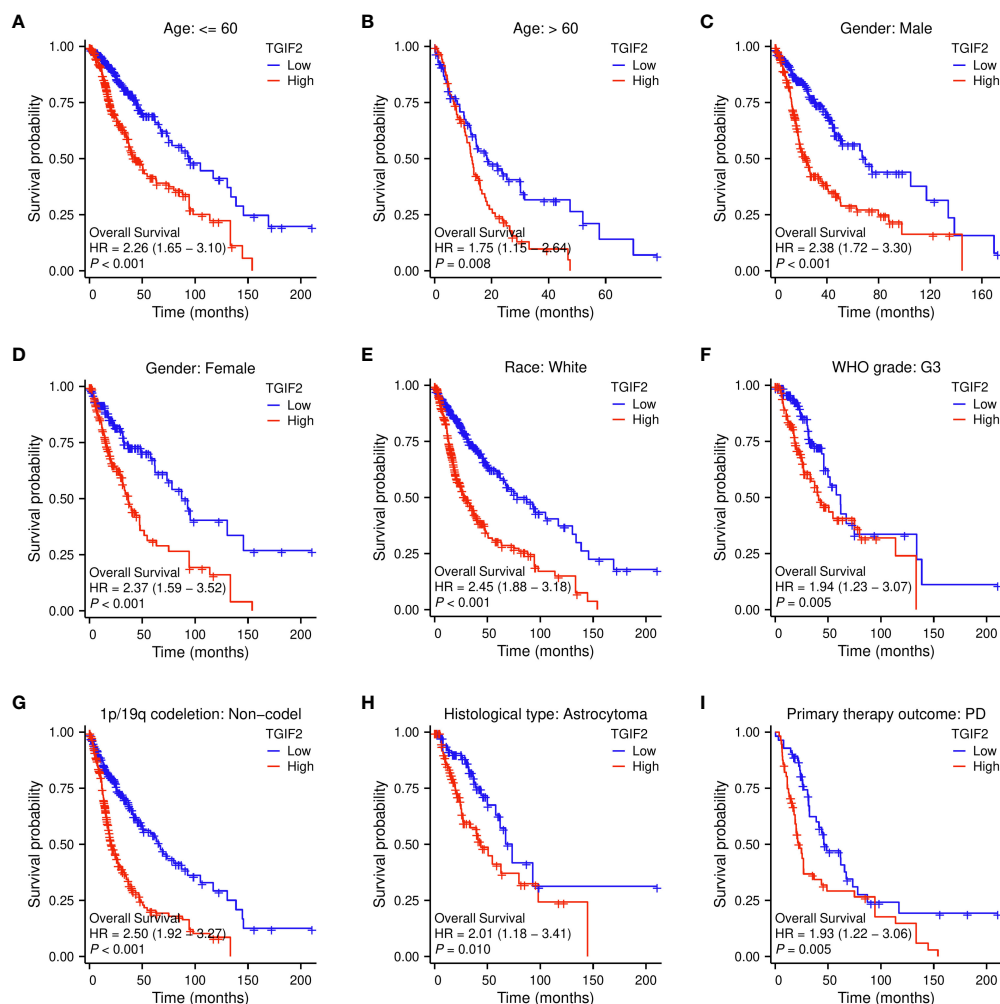 A
Age: <= 60
TGIF2
Low
High
Survival probability
1.00
0.75
0.50
0.25
0.00
Overall Survival
HR = 2.26 (1.65 − 3.10)
P < 0.001
0 50 100 150 200
Time (months)
B
Age: > 60
TGIF2
Low
High
Survival probability
1.00
0.75
0.50
0.25
0.00
Overall Survival
HR = 1.75 (1.15 − 2.64)
P = 0.008
0 20 40 60
Time (months)
C
Gender: Male
TGIF2
Low
High
Survival probability
1.00
0.75
0.50
0.25
0.00
Overall Survival
HR = 2.38 (1.72 − 3.30)
P < 0.001
0 40 80 120 160
Time (months)
D
Gender: Female
TGIF2
Low
High
Survival probability
1.00
0.75
0.50
0.25
0.00
Overall Survival
HR = 2.37 (1.59 − 3.52)
P < 0.001
0 50 100 150 200
Time (months)
E
Race: White
TGIF2
Low
High
Survival probability
1.00
0.75
0.50
0.25
0.00
Overall Survival
HR = 2.45 (1.88 − 3.18)
P < 0.001
0 50 100 150 200
Time (months)
F
WHO grade: G3
TGIF2
Low
High
Survival probability
1.00
0.75
0.50
0.25
0.00
Overall Survival
HR = 1.94 (1.23 − 3.07)
P = 0.005
0 50 100 150 200
Time (months)
G
1p/19q codeletion: Non−codel
TGIF2
Low
High
Survival probability
1.00
0.75
0.50
0.25
0.00
Overall Survival
HR = 2.50 (1.92 − 3.27)
P < 0.001
0 50 100 150 200
Time (months)
H
Histological type: Astrocytoma
TGIF2
Low
High
Survival probability
1.00
0.75
0.50
0.25
0.00
Overall Survival
HR = 2.01 (1.18 − 3.41)
P = 0.010
0 50 100 150 200
Time (months)
I
Primary therapy outcome: PD
TGIF2
Low
High
Survival probability
1.00
0.75
0.50
0.25
0.00
Overall Survival
HR = 1.93 (1.22 − 3.06)
P = 0.005
0 50 100 150 200
Time (months)